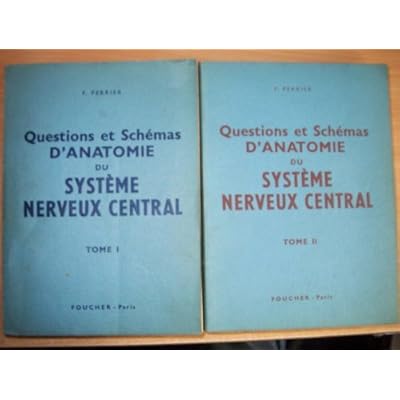 F. PERRIER
Questions et Schémas
D'ANATOMIE
DU
SYSTÈME
NERVEUX CENTRAL
TOME I
FOUCHER - Paris
F. PERRIER
Questions et Schémas
D'ANATOMIE
DU
SYSTÈME
NERVEUX CENTRAL
TOME II
FOUCHER - Paris